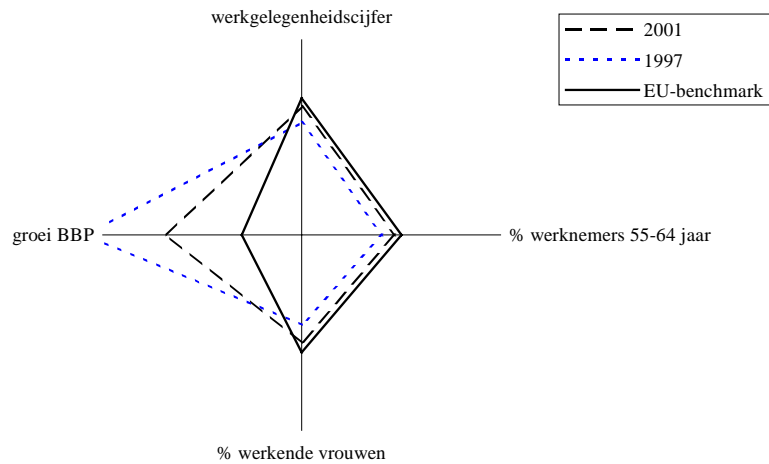 werkgelegenheidscijfer
2001
1997
EU-benchmark
groei BBP
% werknemers 55-64 jaar
% werkende vrouwen